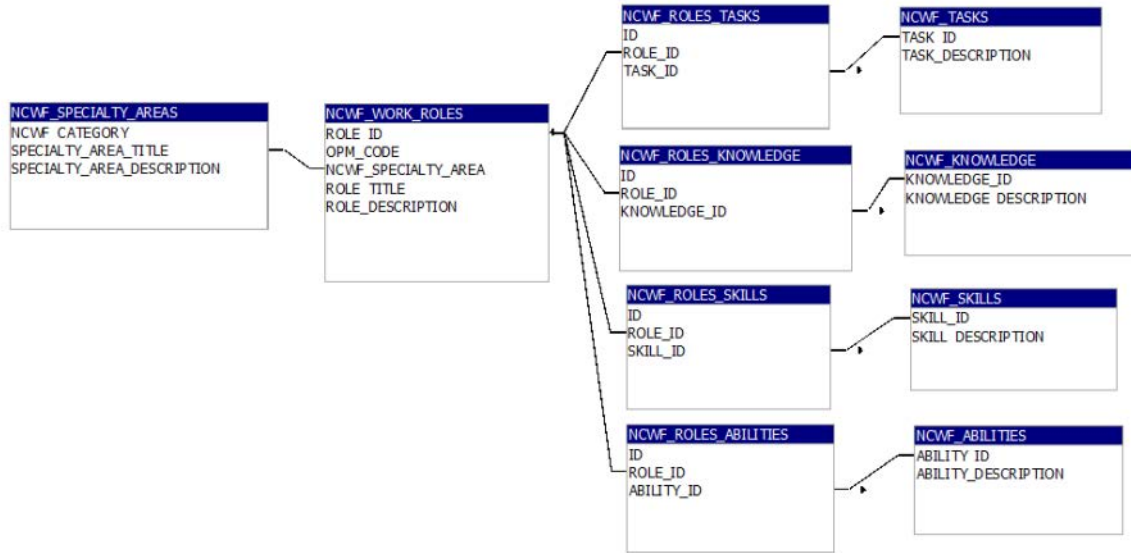 NCWF_SPECIALTY_AREAS
NCWF CATEGORY
SPECIALTY_AREA_TITLE
SPECIALTY_AREA_DESCRIPTION
NCWF_WORK_ROLES
ROLE ID
OPM_CODE
NCWF_SPECIALTY_AREA
ROLE TITLE
ROLE_DESCRIPTION
NCWF_ROLES_TASKS
ID
ROLE_ID
TASK_ID
NCWF_TASKS
TASK ID
TASK_DESCRIPTION
NCWF_ROLES_KNOWLEDGE
ID
ROLE_ID
KNOWLEDGE_ID
NCWF_KNOWLEDGE
KNOWLEDGE_ID
KNOWLEDGE DESCRIPTION
NCWF_ROLES_SKILLS
ID
ROLE_ID
SKILL_ID
NCWF_SKILLS
SKILL_ID
SKILL DESCRIPTION
NCWF_ROLES_ABILITIES
ID
ROLE_ID
ABILITY_ID
NCWF_ABILITIES
ABILITY ID
ABILITY_DESCRIPTION